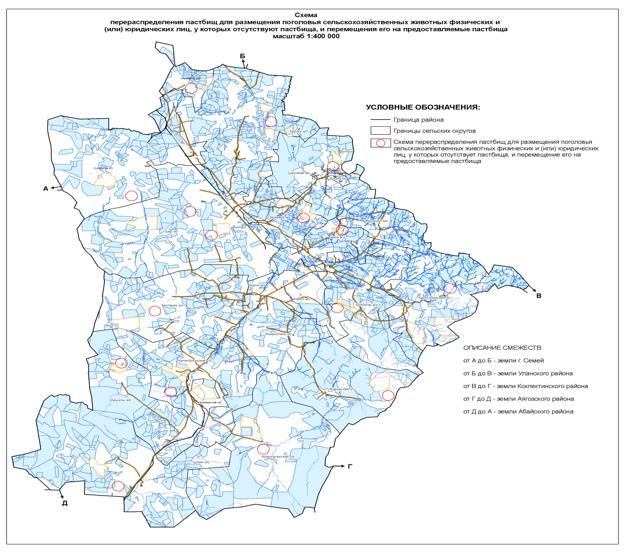 Схема
перераспределения пастбищ для размещения поголовья сельскохозяйственных животных физических и
(или) юридических лиц, у которых отсутствуют пастбища, и перемещения его на предоставляемые пастбища
масштаб 1:400 000
Б
УСЛОВНЫЕ ОБОЗНАЧЕНИЯ:
Граница района
Границы сельских округов
Схема перераспределения пастбищ для размещения поголовья
сельскохозяйственных животных физических и (или) юридических
лиц, у которых отсутствует пастбища, и перемещение его на
предоставляемые пастбища
А
В
ОПИСАНИЕ СМЕЖЕСТВ:
от А до Б - земли г. Семей
от Б до В - земли Уланского района
от В до Г - земли Кокпектинского района
от Г до Д - земли Аягозского района
от Д до А - земли Абайского района
Г
Д